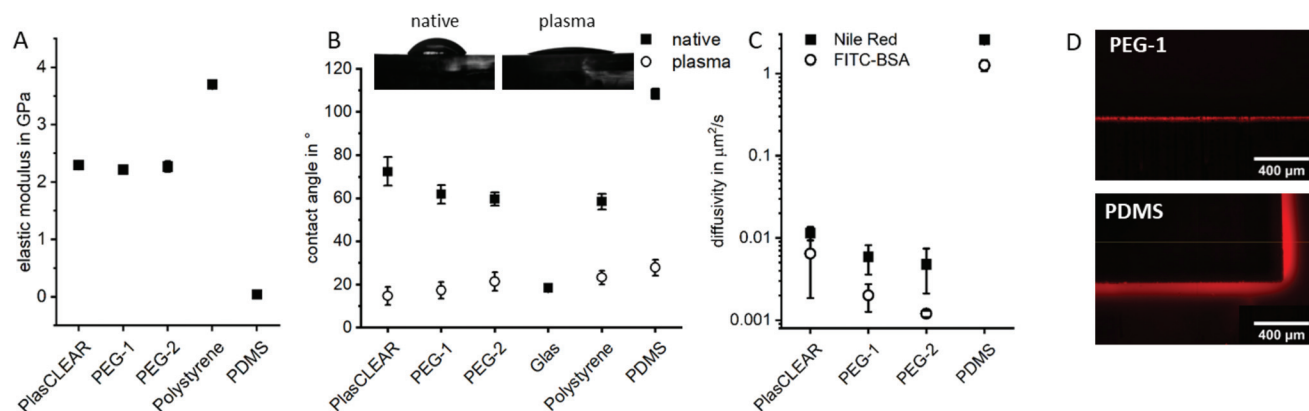 A
elastic modulus in GPa
4
3
2
1
0
PlasCLEAR
PEG-1
PEG-2
Polystyrene
PDMS
B
native
plasma
native
plasma
contact angle in °
120
100
80
60
40
20
0
PlasCLEAR
PEG-1
PEG-2
Glas
Polystyrene
PDMS
C
Nile Red
FITC-BSA
diffusivity in µm²/s
1
0.1
0.01
0.001
PlasCLEAR
PEG-1
PEG-2
PDMS
D
PEG-1
400 µm
PDMS
400 µm